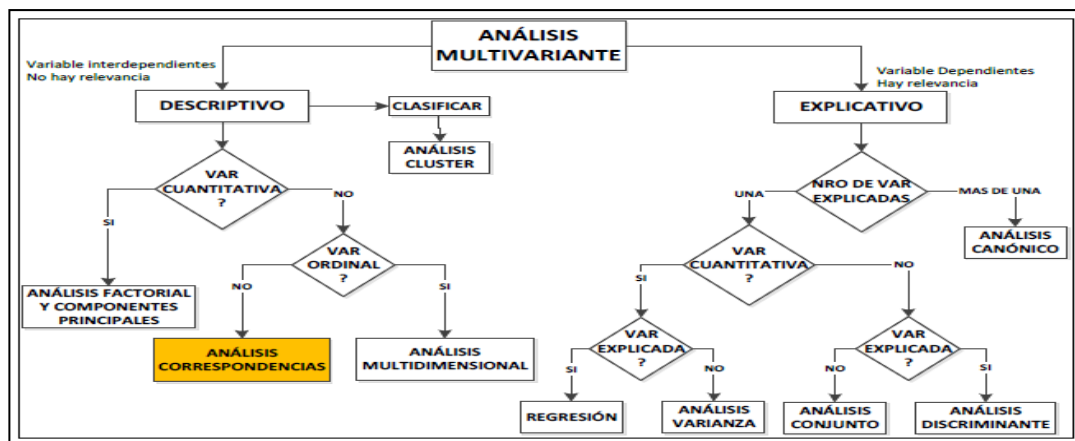 ANÁLISIS
MULTIVARIANTE
Variable interdependientes
No hay relevancia
Variable Dependientes
Hay relevancia
DESCRIPTIVO
CLASIFICAR
EXPLICATIVO
ANÁLISIS
CLUSTER
VAR
CUANTITATIVA
?
SI
NO
NRO DE VAR
EXPLICADAS
UNA
MAS DE UNA
ANÁLISIS
CANÓNICO
VAR
ORDINAL
?
NO
SI
VAR
CUANTITATIVA
?
SI
NO
ANÁLISIS FACTORIAL
Y COMPONENTES
PRINCIPALES
ANÁLISIS
CORRESPONDENCIAS
ANÁLISIS
MULTIDIMENSIONAL
VAR
EXPLICADA
?
SI
NO
VAR
EXPLICADA
?
NO
SI
REGRESIÓN
ANÁLISIS
VARIANZA
ANÁLISIS
CONJUNTO
ANÁLISIS
DISCRIMINANTE